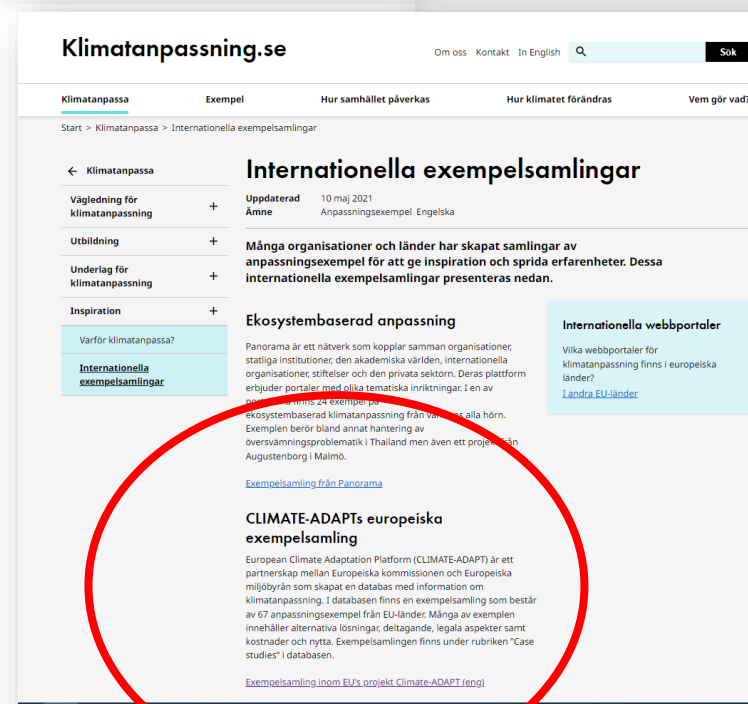 Klimatanpassning.se
Om oss Kontakt In English
Sök
Klimatanpassa Exempel Hur samhället påverkas Hur klimatet förändras Vem gör vad?
Start > Klimatanpassa > Internationella exempelsamlingar
← Klimatanpassa
Vägledning för
klimatanpassning +
Utbildning +
Underlag för
klimatanpassning +
Inspiration +
Varför klimatanpassa?
Internationella
exempelsamlingar
Internationella exempelsamlingar
Uppdaterad 10 maj 2021
Ämne Anpassningsexempel Engelska
Många organisationer och länder har skapat samlingar av
anpassningsexempel för att ge inspiration och sprida erfarenheter. Dessa
internationella exempelsamlingar presenteras nedan.
Ekosystembaserad anpassning
Panorama är ett nätverk som kopplar samman organisationer,
statliga institutioner, den akademiska världen, internationella
organisationer, stiftelser och den privata sektorn. Deras plattform
erbjuder portaler med olika tematiska inriktningar. I en av
finns 24 exempel på
ekosystembaserad klimatanpassning från alla hörn.
Exemplen berör bland annat hantering av
översvämningsproblematik i Thailand men även ett projekt från
Augustenborg i Malmö.
Exempelsamling från Panorama
CLIMATE-ADAPTs europeiska
exempelsamling
European Climate Adaptation Platform (CLIMATE-ADAPT) är ett
partnerskap mellan Europeiska kommissionen och Europeiska
miljöbyrån som skapat en databas med information om
klimatanpassning. I databasen finns en exempelsamling som består
av 67 anpassningsexempel från EU-länder. Många av exemplen
innehåller alternativa lösningar, deltagande, legala aspekter samt
kostnader och nytta. Exempelsamlingen finns under rubriken "Case
studies" i databasen.
Exempelsamling inom EU's projekt Climate-ADAPT (eng)
Internationella webbportaler
Vilka webbportaler för
klimatanpassning finns i europeiska
länder?
I andra EU-länder